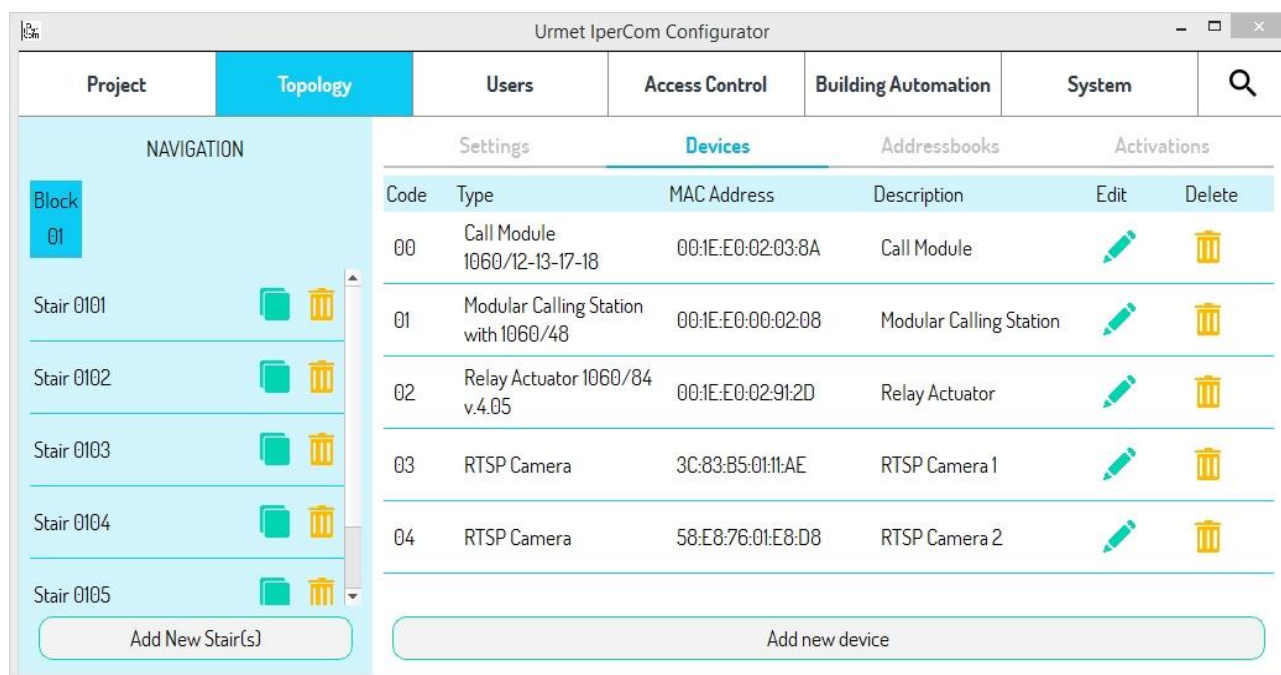 Urmet IperCom Configurator
Project Topology Users Access Control Building Automation System
NAVIGATION
Block
01
Stair 0101
Stair 0102
Stair 0103
Stair 0104
Stair 0105
Add New Stair(s)
Settings Devices Addressbooks Activations
Code Type MAC Address Description Edit Delete
00 Call Module 1060/12-13-17-18 00:1E:E0:02:03:8A Call Module
01 Modular Calling Station with 1060/48 00:1E:E0:00:02:08 Modular Calling Station
02 Relay Actuator 1060/84 v.4.05 00:1E:E0:02:91:2D Relay Actuator
03 RTSP Camera 3C:83:B5:01:11:AE RTSP Camera 1
04 RTSP Camera 58:E8:76:01:E8:D8 RTSP Camera 2
Add new device